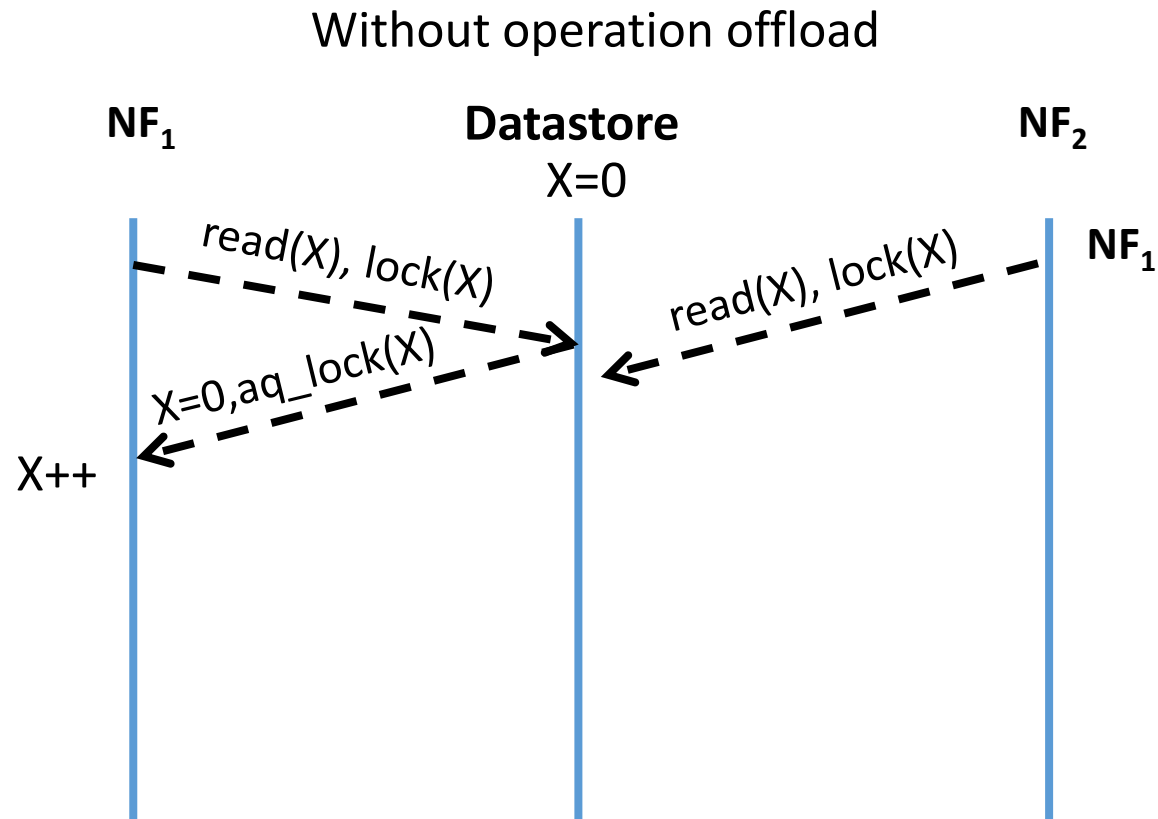 Without operation offload
NF₁ Datastore NF₂
X=0
read(X), lock(X)
read(X), lock(X)
NF₁
X=0,aq_lock(X)
X++